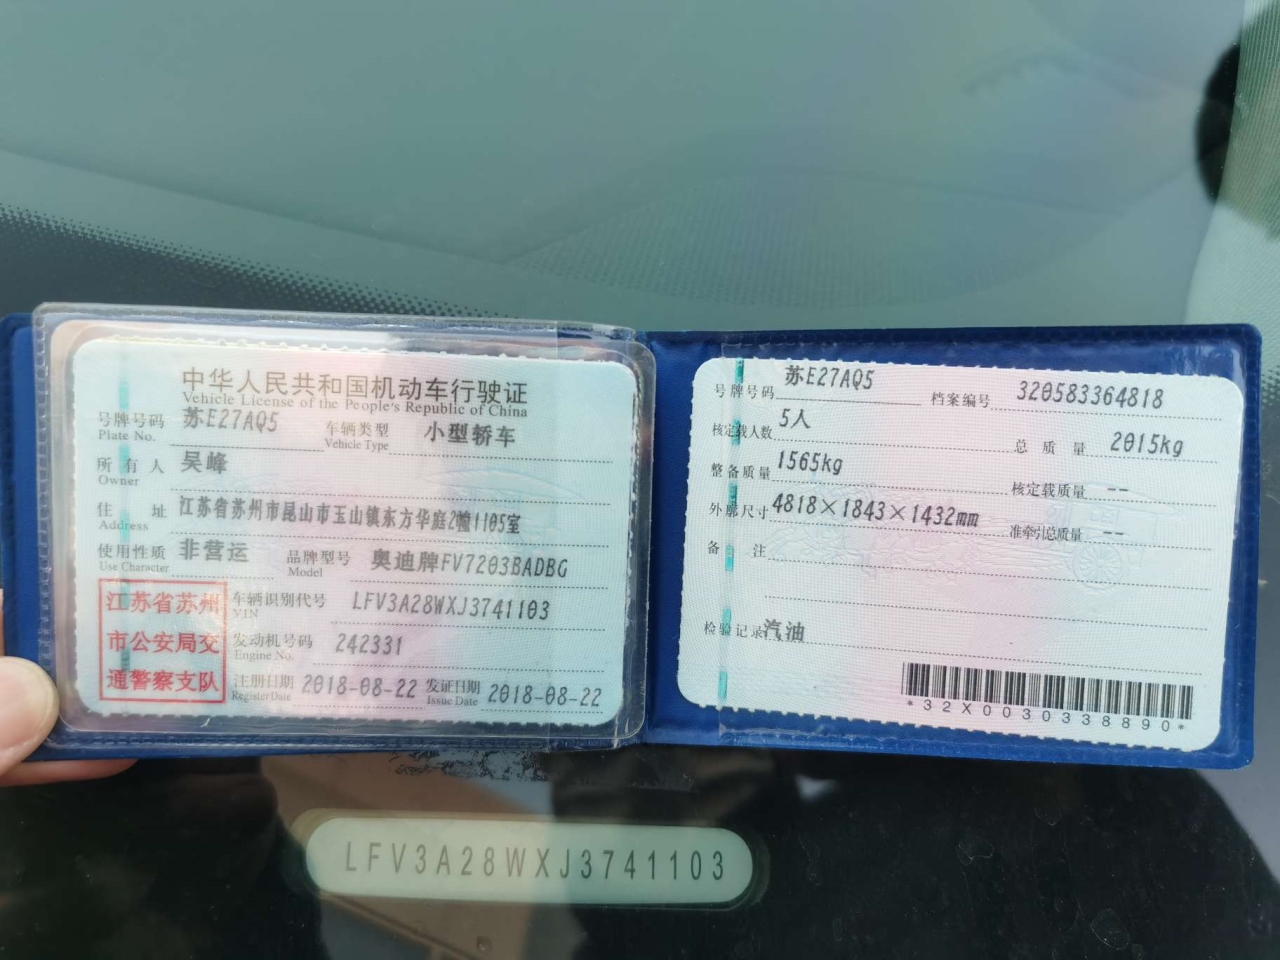 中华人民共和国机动车行驶证
Vehicle License of the People's Republic of China
号牌号码 苏E27AQ5 车辆类型 小型轿车
Plate No. Vehicle Type
所有人 吴峰
Owner
住址 江苏省苏州市昆山市玉山镇东方华庭2幢1105室
Address
使用性质 非营运 品牌型号 奥迪牌FV7203BADBG
Use Character Model
江苏省苏州
市公安局交
通警察支队
车辆识别代号 LFV3A28WXJ3741103
VIN
发动机号码 242331
Engine No.
注册日期 2018-08-22 发证日期 2018-08-22
Register Date Issue Date
号牌号码 苏E27AQ5 档案编号 320583364818
核定载人数 5人 总质量 2015kg
整备质量 1565kg 核定载质量 --
外廓尺寸 4818×1843×1432mm 准牵引总质量 --
备注
检验记录 汽油
*32X0030338890*
LFV3A28WXJ3741103